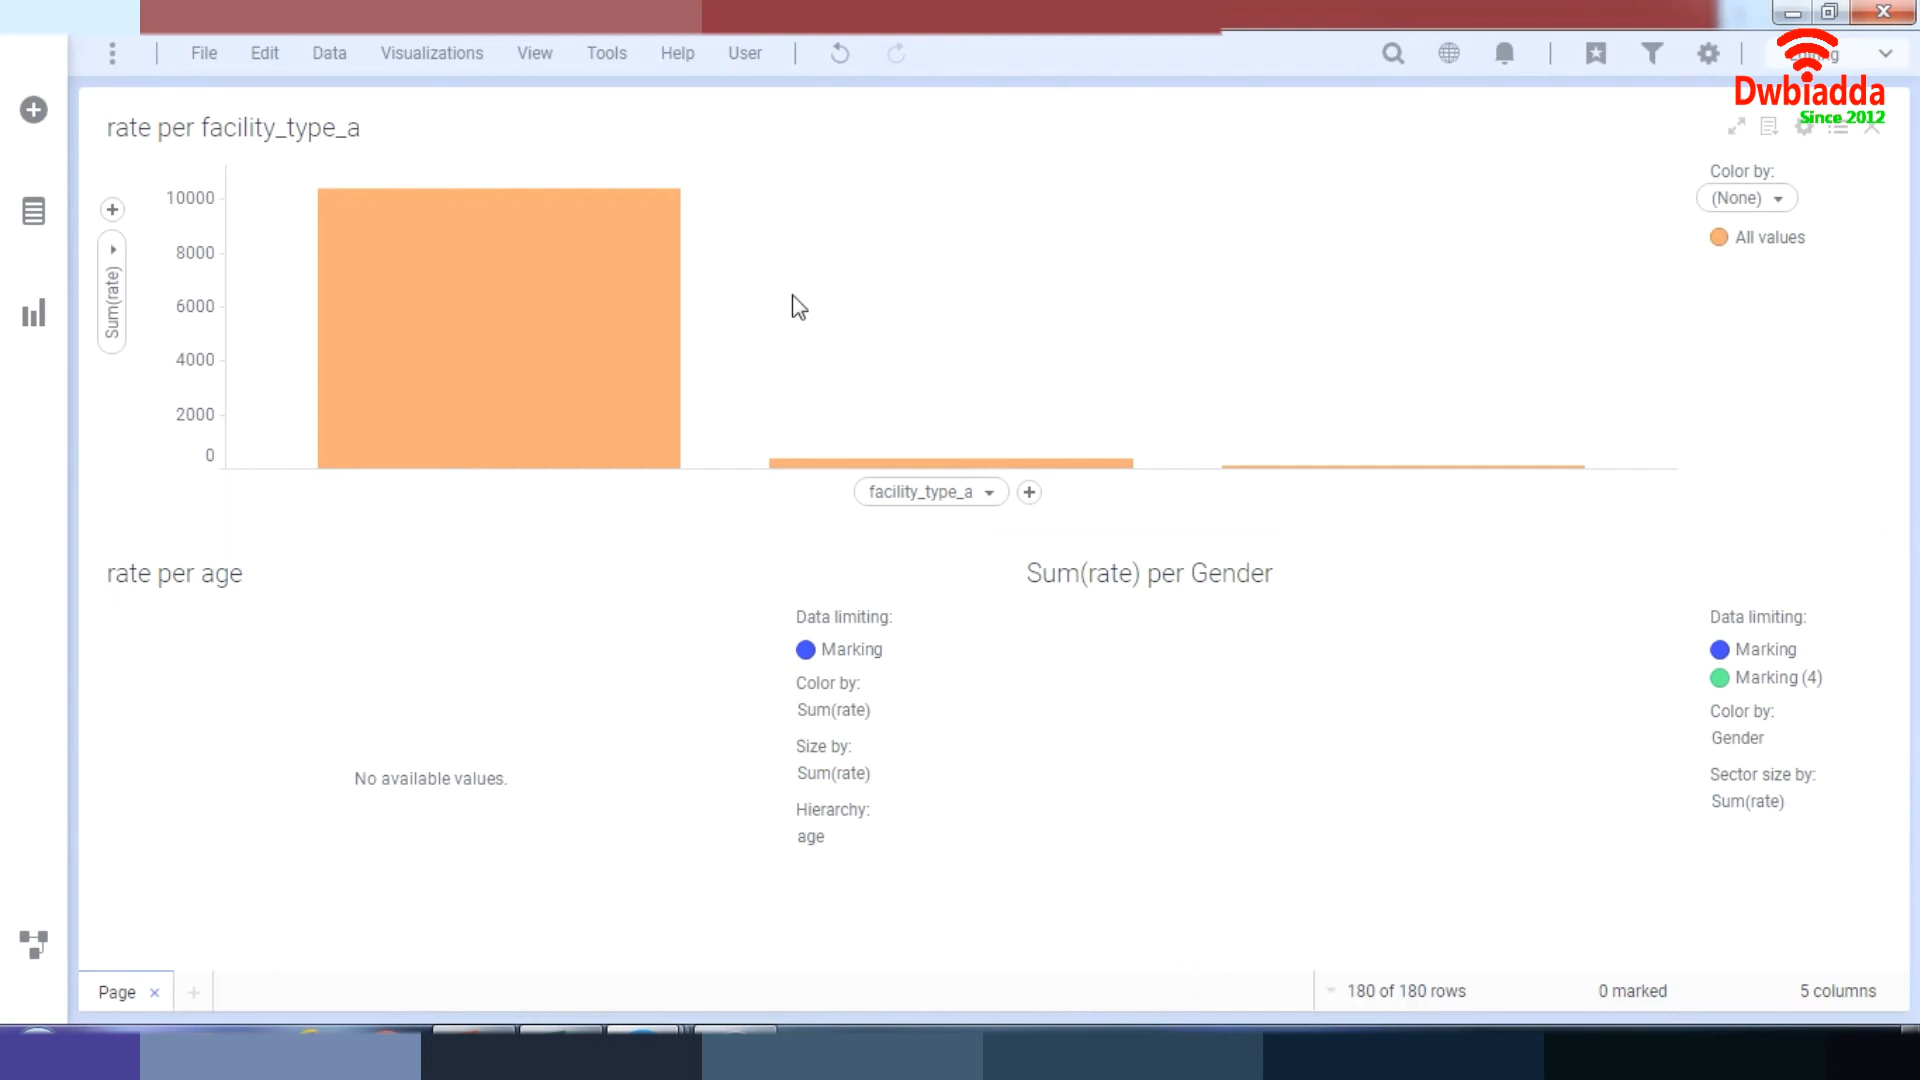 File Edit Data Visualizations View Tools Help User
Dwbiadda
Since 2012
rate per facility_type_a
Color by:
(None)
All values
10000
8000
6000
4000
2000
0
Sum(rate)
facility_type_a
rate per age
Data limiting:
Marking
Color by:
Sum(rate)
Size by:
Sum(rate)
Hierarchy:
age
No available values.
Sum(rate) per Gender
Data limiting:
Marking
Marking (4)
Color by:
Gender
Sector size by:
Sum(rate)
Page
180 of 180 rows
0 marked
5 columns